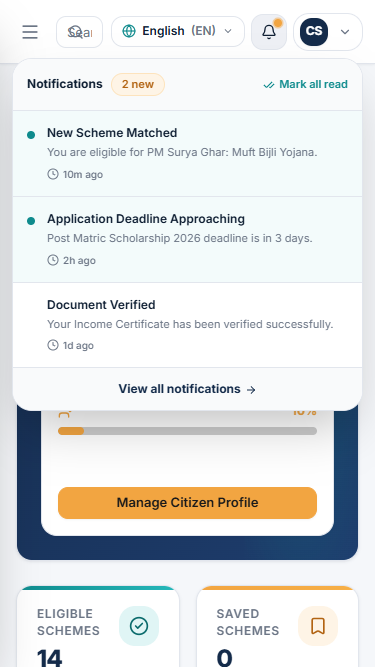 Sear
English (EN)
CS
Notifications
2 new
Mark all read
New Scheme Matched
You are eligible for PM Surya Ghar: Muft Bijli Yojana.
10m ago
Application Deadline Approaching
Post Matric Scholarship 2026 deadline is in 3 days.
2h ago
Document Verified
Your Income Certificate has been verified successfully.
1d ago
View all notifications
Manage Citizen Profile
ELIGIBLE
SCHEMES
14
SAVED
SCHEMES
0